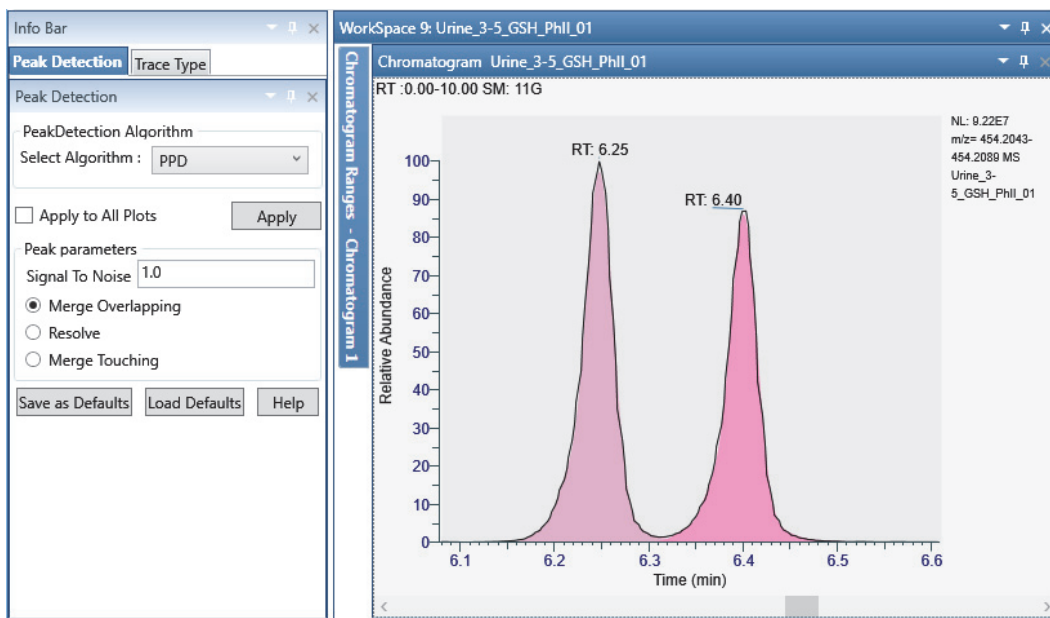 Info Bar
Peak Detection
Trace Type
Peak Detection
PeakDetection Algorithm
Select Algorithm :
PPD
Apply to All Plots
Apply
Peak parameters
Signal To Noise
1.0
Merge Overlapping
Resolve
Merge Touching
Save as Defaults
Load Defaults
Help
WorkSpace 9: Urine_3-5_GSH_PhII_01
Chromatogram Ranges - Chromatogram 1
Chromatogram Urine_3-5_GSH_PhII_01
RT :0.00-10.00 SM: 11G
NL: 9.22E7
m/z= 454.2043-
454.2089 MS
Urine_3-
5_GSH_PhII_01
RT: 6.25
RT: 6.40
Relative Abundance
100
90
80
70
60
50
40
30
20
10
0
6.1
6.2
6.3
6.4
6.5
6.6
Time (min)